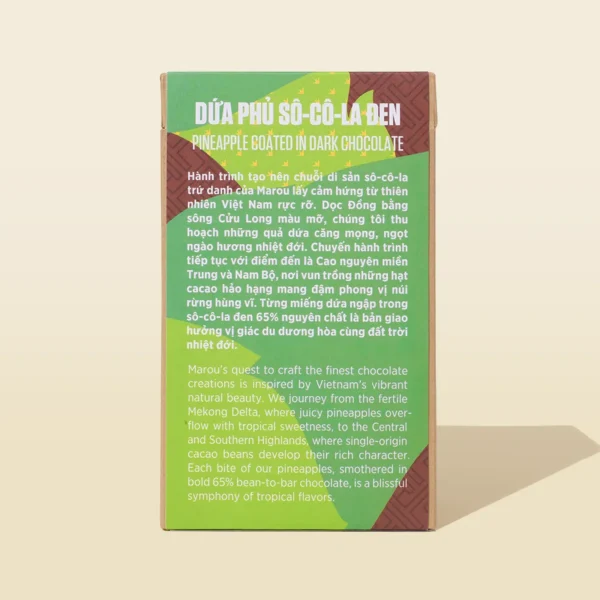 DỨA PHỦ SÔ-CÔ-LA ĐEN
PINEAPPLE COATED IN DARK CHOCOLATE
Hành trình tạo nên chuỗi di sản sô-cô-la
trứ danh của Marou lấy cảm hứng từ thiên
nhiên Việt Nam rực rỡ. Dọc Đồng bằng
sông Cửu Long màu mỡ, chúng tôi thu
hoạch những quả dứa căng mọng, ngọt
ngào hương nhiệt đới. Chuyến hành trình
tiếp tục với điểm đến là Cao nguyên miền
Trung và Nam Bộ, nơi vun trồng những hạt
cacao hảo hạng mang đậm phong vị núi
rừng hùng vĩ. Từng miếng dứa ngập trong
sô-cô-la đen 65% nguyên chất là bản giao
hưởng vị giác du dương hòa cùng đất trời
nhiệt đới.
Marou's quest to craft the finest chocolate
creations is inspired by Vietnam's vibrant
natural beauty. We journey from the fertile
Mekong Delta, where juicy pineapples over-
flow with tropical sweetness, to the Central
and Southern Highlands, where single-origin
cacao beans develop their rich character.
Each bite of our pineapples, smothered in
bold 65% bean-to-bar chocolate, is a blissful
symphony of tropical flavors.